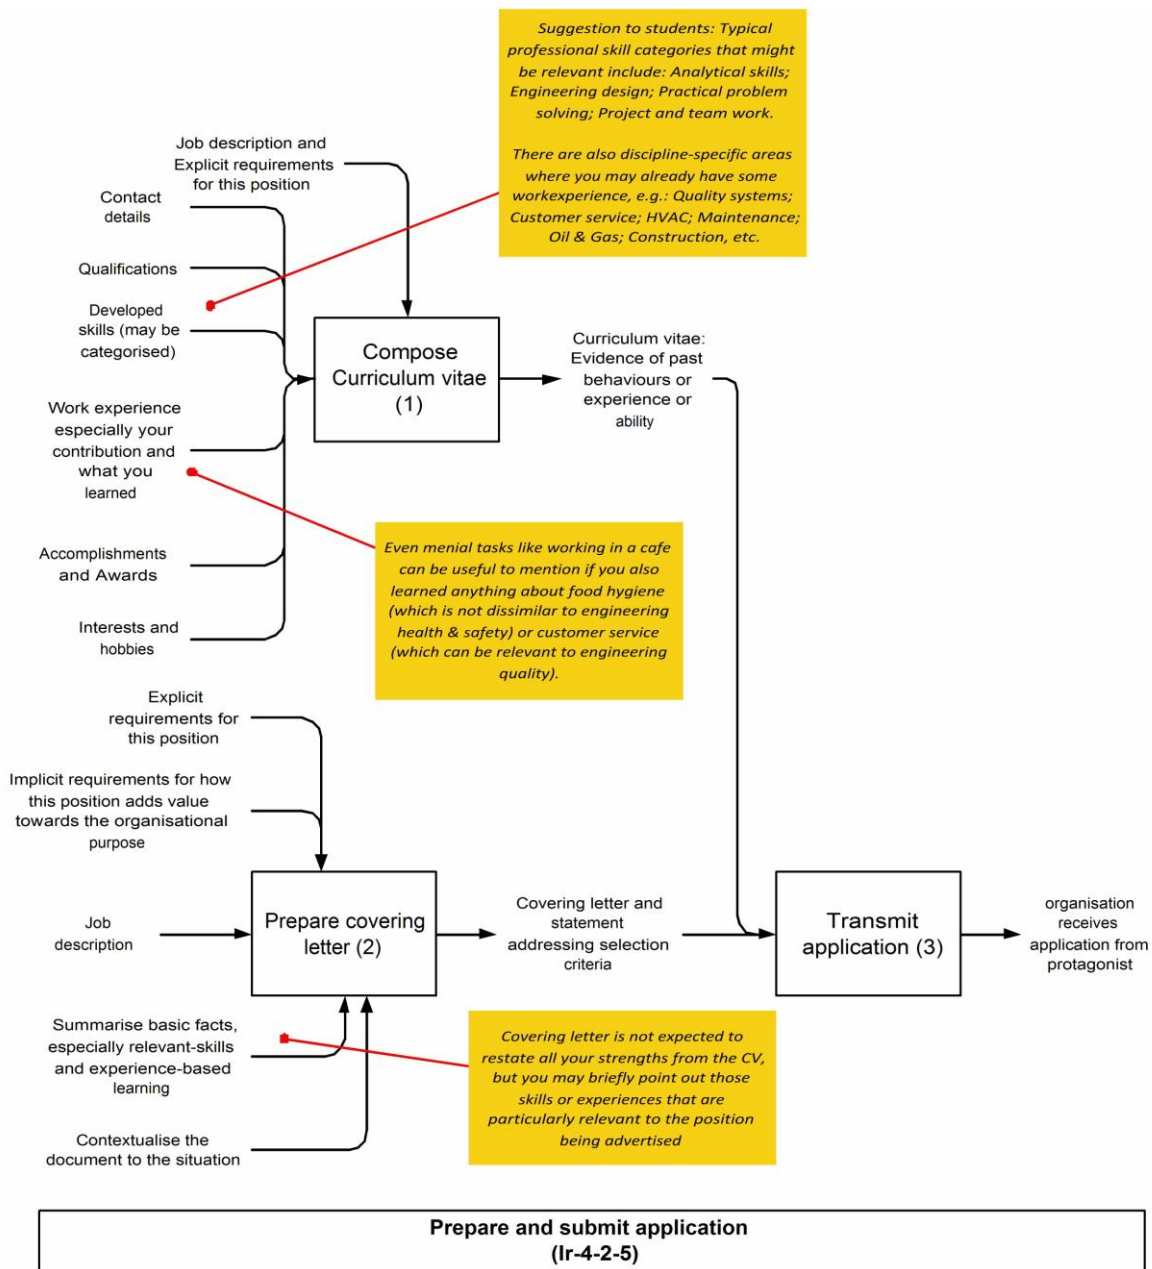 Suggestion to students: Typical
professional skill categories that might
be relevant include: Analytical skills;
Engineering design; Practical problem
solving; Project and team work.
There are also discipline-specific areas
where you may already have some
workexperience, e.g.: Quality systems;
Customer service; HVAC; Maintenance;
Oil & Gas; Construction, etc.
Job description and
Explicit requirements
for this position
Contact
details
Qualifications
Developed
skills (may be
categorised)
Work experience
especially your
contribution and
what you
learned
Accomplishments
and Awards
Interests and
hobbies
Compose
Curriculum vitae
(1)
Curriculum vitae:
Evidence of past
behaviours or
experience or
ability
Even menial tasks like working in a cafe
can be useful to mention if you also
learned anything about food hygiene
(which is not dissimilar to engineering
health & safety) or customer service
(which can be relevant to engineering
quality).
Explicit
requirements for
this position
Implicit requirements for how
this position adds value
towards the organisational
purpose
Job
description
Summarise basic facts,
especially relevant-skills
and experience-based
learning
Contextualise the
document to the situation
Prepare covering
letter (2)
Covering letter and
statement
addressing selection
criteria
Transmit
application (3)
organisation
receives
application from
protagonist
Covering letter is not expected to
restate all your strengths from the CV,
but you may briefly point out those
skills or experiences that are
particularly relevant to the position
being advertised
Prepare and submit application
(Ir-4-2-5)